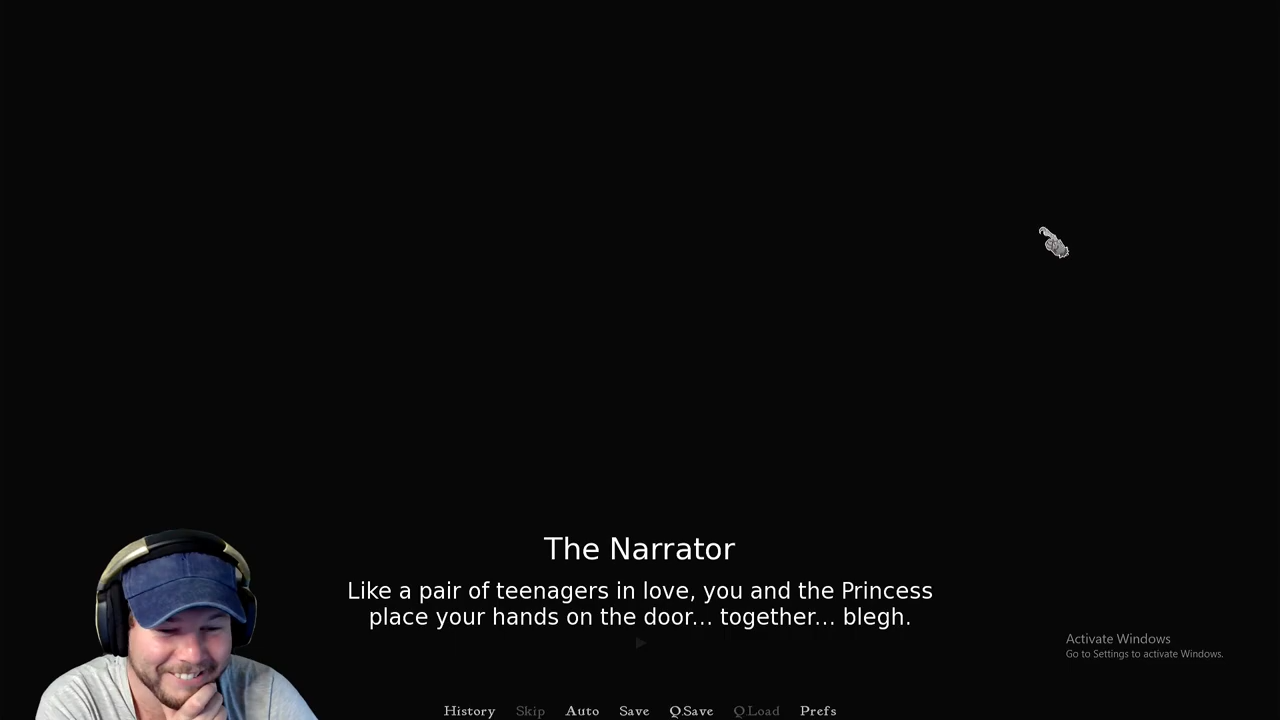 The Narrator
Like a pair of teenagers in love, you and the Princess
place your hands on the door... together... blegh.
Activate Windows
Go to Settings to activate Windows.
History Skip Auto Save Q.Save Q.Load Prefs